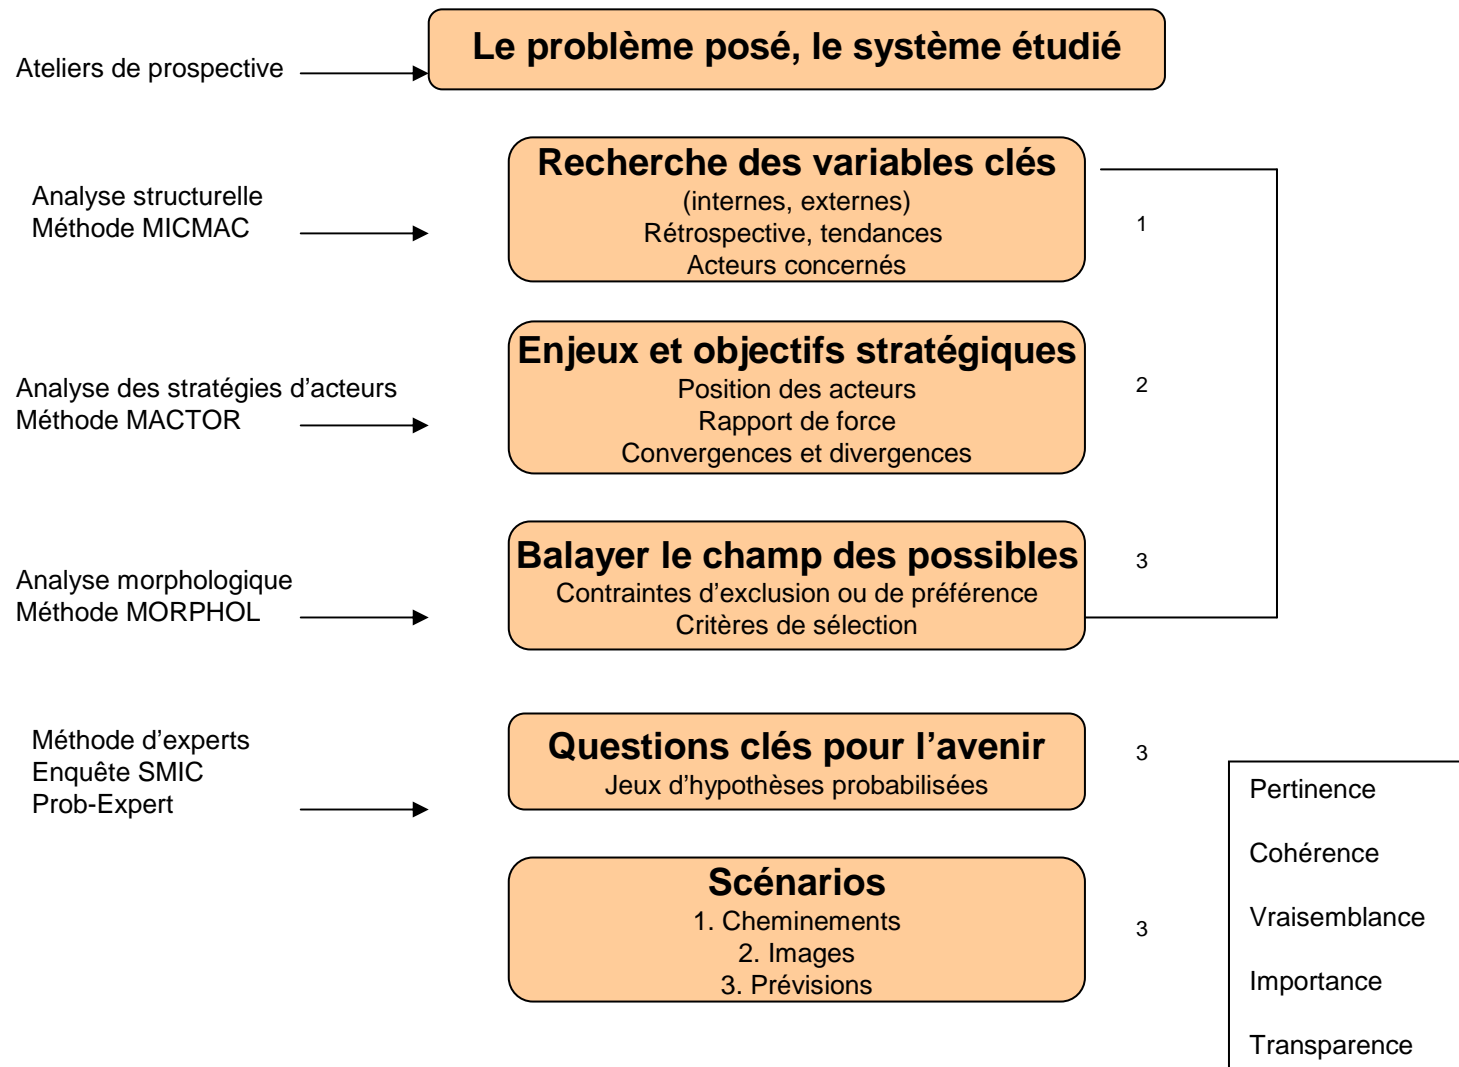 Le problème posé, le système étudié
Ateliers de prospective
Recherche des variables clés
(internes, externes)
Rétrospective, tendances
Acteurs concernés
Analyse structurelle
Méthode MICMAC
1
Enjeux et objectifs stratégiques
Position des acteurs
Rapport de force
Convergences et divergences
Analyse des stratégies d’acteurs
Méthode MACTOR
2
Balayer le champ des possibles
Contraintes d’exclusion ou de préférence
Critères de sélection
Analyse morphologique
Méthode MORPHOL
3
Questions clés pour l’avenir
Jeux d’hypothèses probabilisées
Méthode d’experts
Enquête SMIC
Prob-Expert
3
Scénarios
1. Cheminements
2. Images
3. Prévisions
3
Pertinence
Cohérence
Vraisemblance
Importance
Transparence